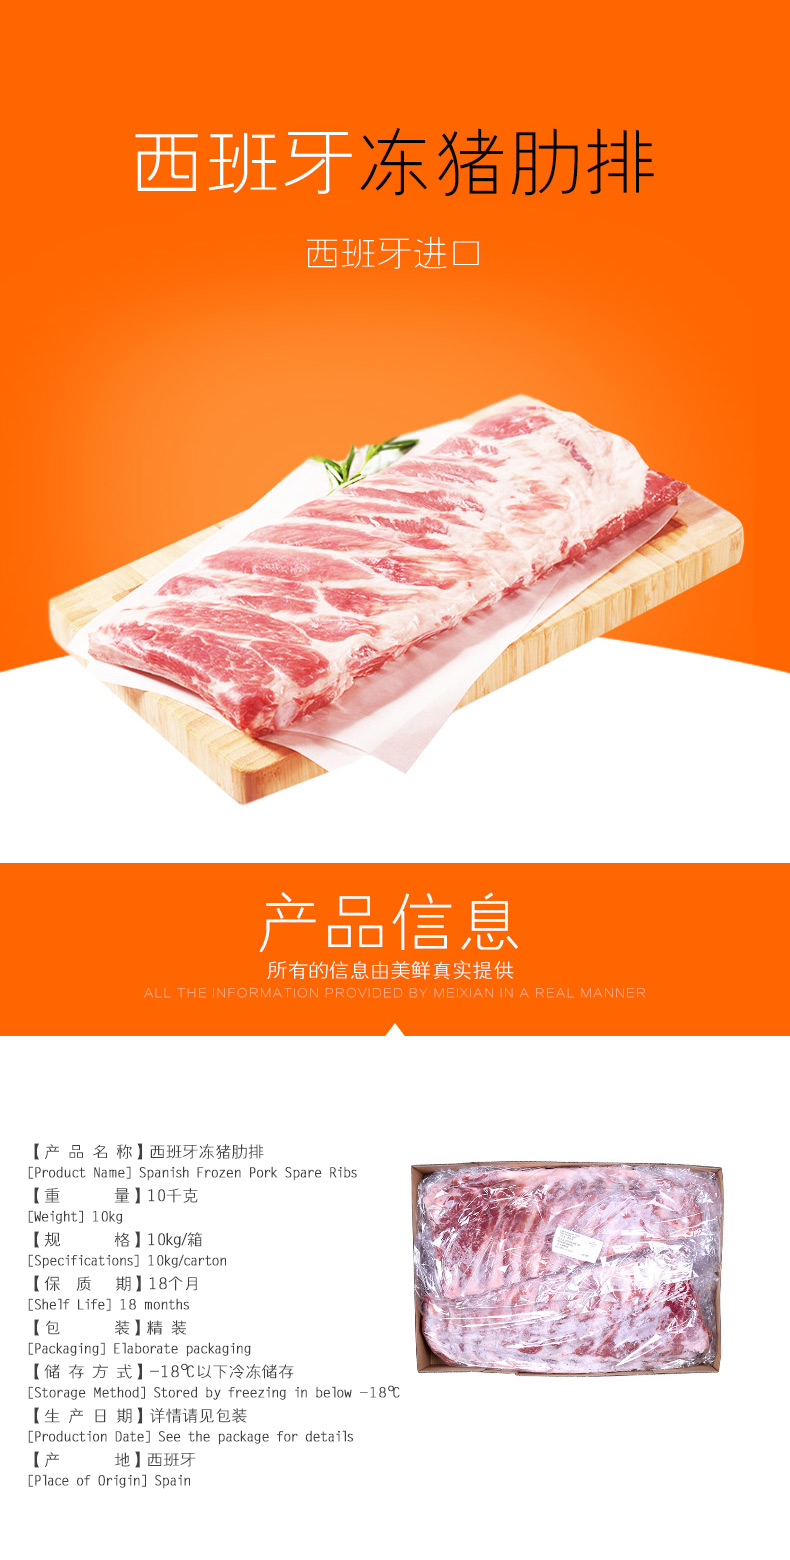 西班牙冻猪肋排
西班牙进口
产品信息
所有的信息由美鲜真实提供
ALL THE INFORMATION PROVIDED BY MEIXIAN IN A REAL MANNER
【产品名称】西班牙冻猪肋排
[Product Name] Spanish Frozen Pork Spare Ribs
【重 量】10千克
[Weight] 10kg
【规 格】10kg/箱
[Specifications] 10kg/carton
【保 质 期】18个月
[Shelf Life] 18 months
【包 装】精 装
[Packaging] Elaborate packaging
【储存方式】-18℃以下冷冻储存
[Storage Method] Stored by freezing in below -18℃
【生产日期】详情请见包装
[Production Date] See the package for details
【产 地】西班牙
[Place of Origin] Spain